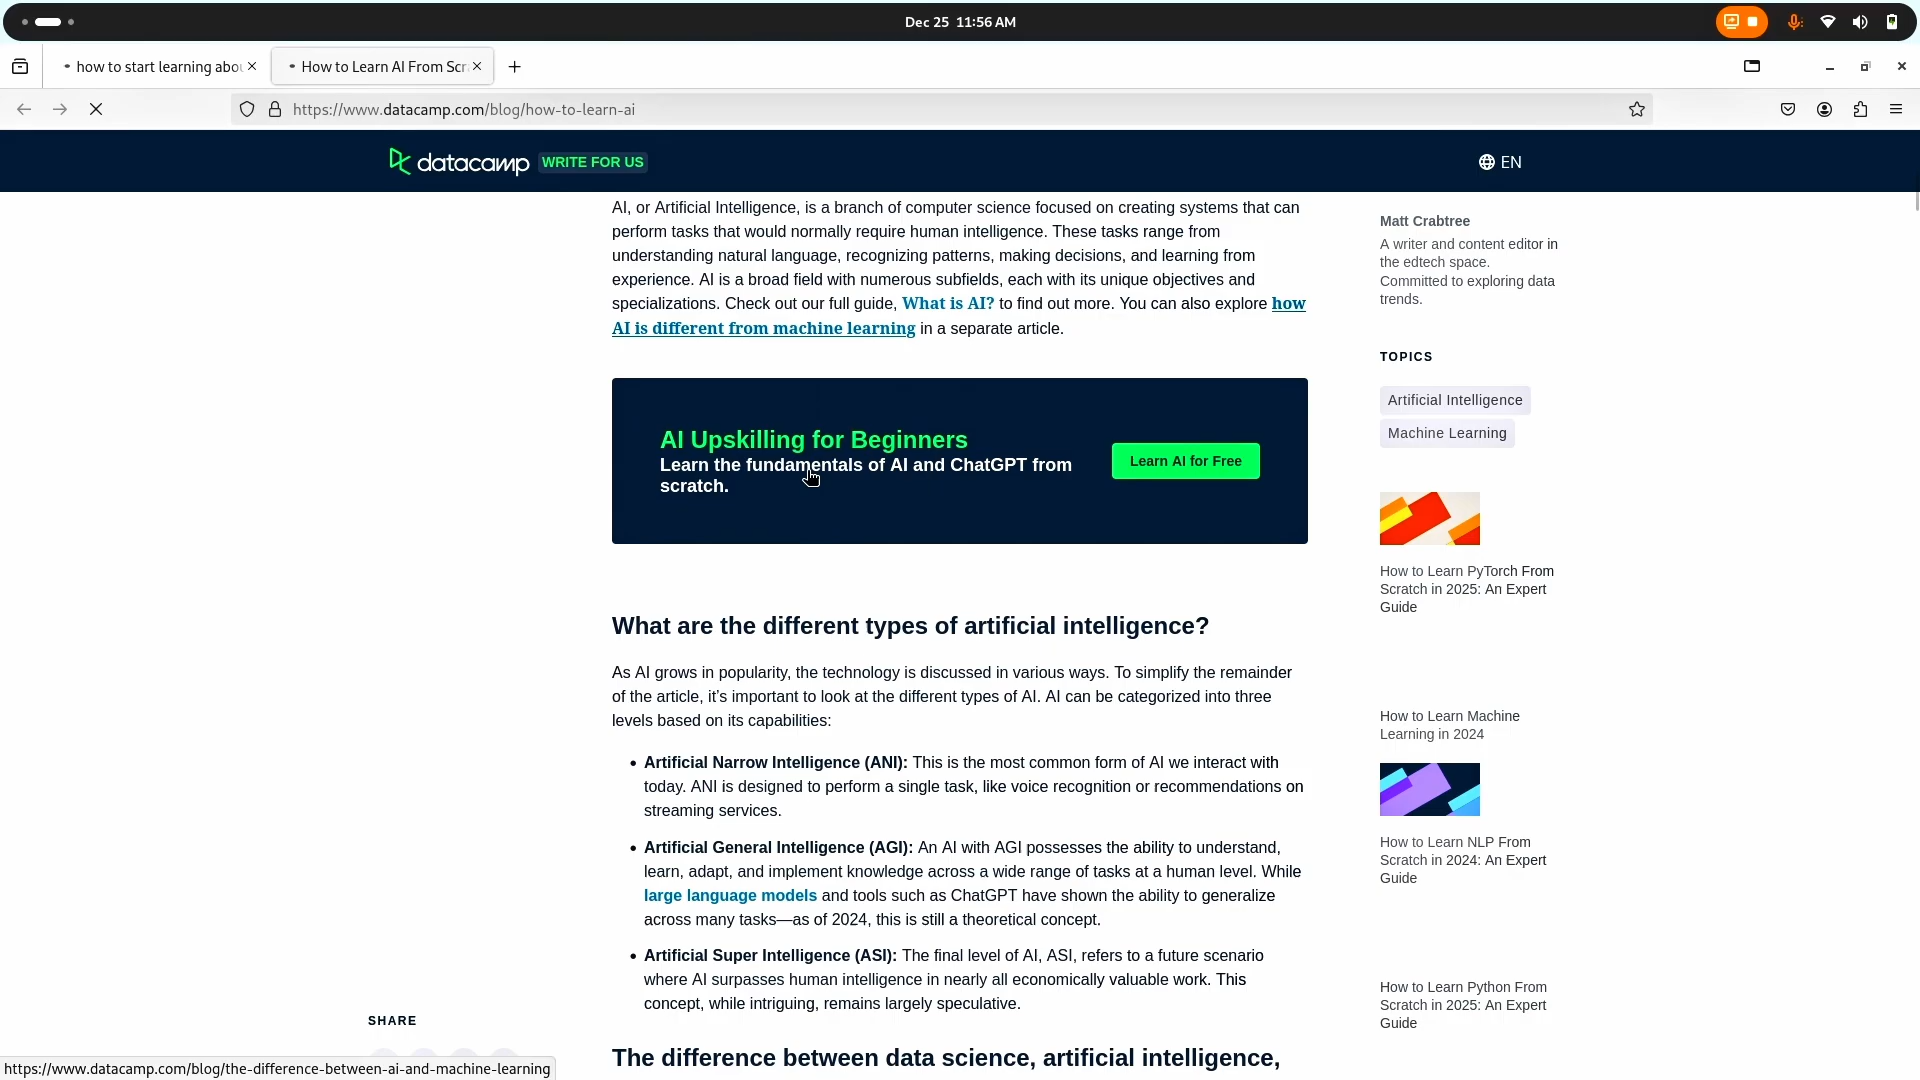 Dec 25 11:56 AM
how to start learning abou
How to Learn AI From Scr
https://www.datacamp.com/blog/how-to-learn-ai
datacamp WRITE FOR US
EN
AI, or Artificial Intelligence, is a branch of computer science focused on creating systems that can
perform tasks that would normally require human intelligence. These tasks range from
understanding natural language, recognizing patterns, making decisions, and learning from
experience. AI is a broad field with numerous subfields, each with its unique objectives and
specializations. Check out our full guide, What is AI? to find out more. You can also explore how
AI is different from machine learning in a separate article.
AI Upskilling for Beginners
Learn the fundamentals of AI and ChatGPT from
scratch.
Learn AI for Free
What are the different types of artificial intelligence?
As AI grows in popularity, the technology is discussed in various ways. To simplify the remainder
of the article, it’s important to look at the different types of AI. AI can be categorized into three
levels based on its capabilities:
• Artificial Narrow Intelligence (ANI): This is the most common form of AI we interact with
today. ANI is designed to perform a single task, like voice recognition or recommendations on
streaming services.
• Artificial General Intelligence (AGI): An AI with AGI possesses the ability to understand,
learn, adapt, and implement knowledge across a wide range of tasks at a human level. While
large language models and tools such as ChatGPT have shown the ability to generalize
across many tasks—as of 2024, this is still a theoretical concept.
• Artificial Super Intelligence (ASI): The final level of AI, ASI, refers to a future scenario
where AI surpasses human intelligence in nearly all economically valuable work. This
concept, while intriguing, remains largely speculative.
The difference between data science, artificial intelligence,
Matt Crabtree
A writer and content editor in
the edtech space.
Committed to exploring data
trends.
TOPICS
Artificial Intelligence
Machine Learning
How to Learn PyTorch From
Scratch in 2025: An Expert
Guide
How to Learn Machine
Learning in 2024
How to Learn NLP From
Scratch in 2024: An Expert
Guide
How to Learn Python From
Scratch in 2025: An Expert
Guide
SHARE
https://www.datacamp.com/blog/the-difference-between-ai-and-machine-learning